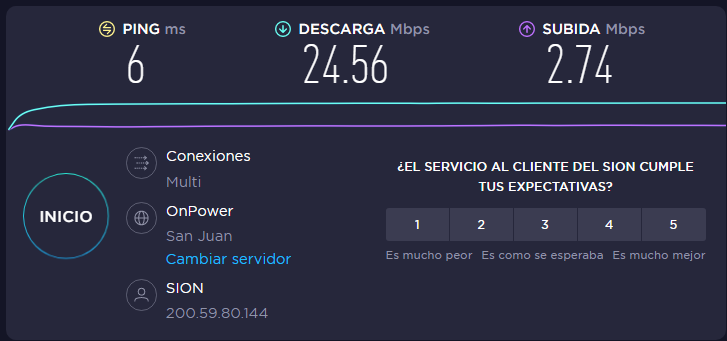 PING ms
6
DESCARGA Mbps
24.56
SUBIDA Mbps
2.74
INICIO
Conexiones
Multi
OnPower
San Juan
Cambiar servidor
SION
200.59.80.144
¿EL SERVICIO AL CLIENTE DEL SION CUMPLE
TUS EXPECTATIVAS?
1 2 3 4 5
Es mucho peor Es como se esperaba Es mucho mejor